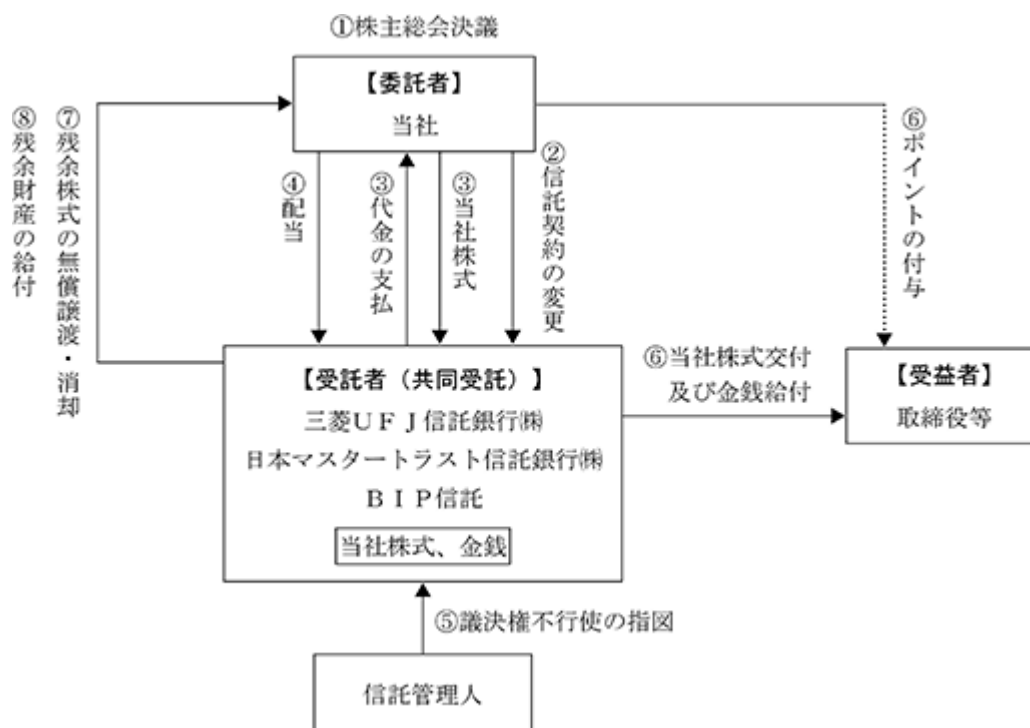 ①株主総会決議
【委託者】
当社
⑧残余財産の給付
⑦残余株式の無償譲渡・消却
④配当
③代金の支払
③当社株式
②信託契約の変更
⑥ポイントの付与
【受託者（共同受託）】
三菱ＵＦＪ信託銀行㈱
日本マスタートラスト信託銀行㈱
ＢＩＰ信託
当社株式、金銭
⑥当社株式交付
及び金銭給付
【受益者】
取締役等
⑤議決権不行使の指図
信託管理人